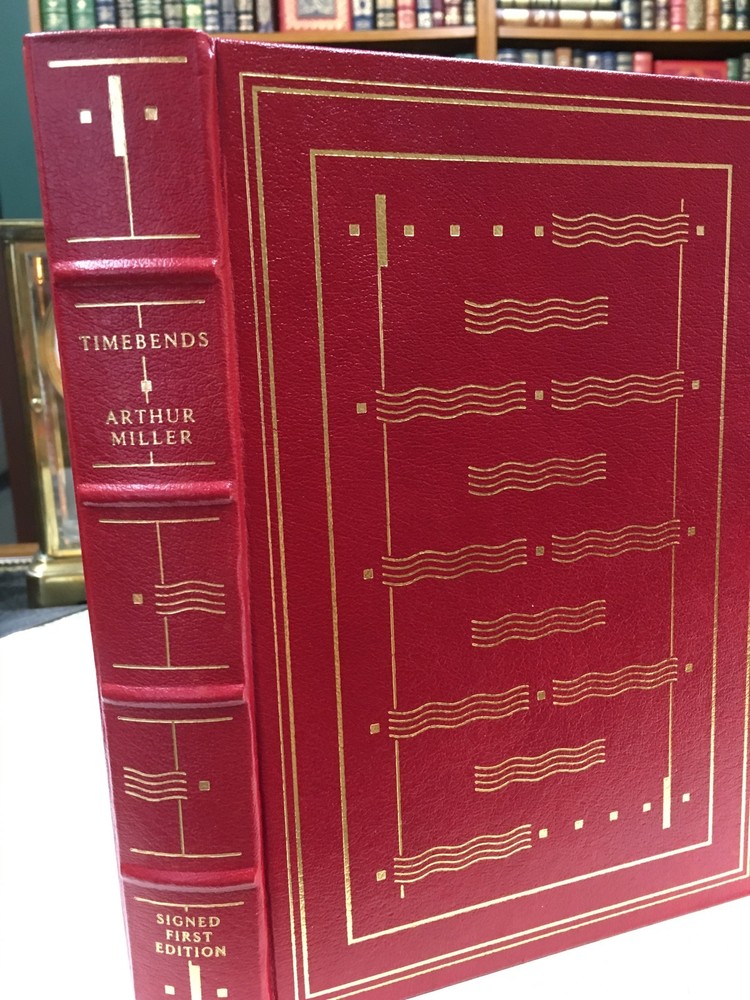 TIMEBENDS
ARTHUR
MILLER
SIGNED
FIRST
EDITION